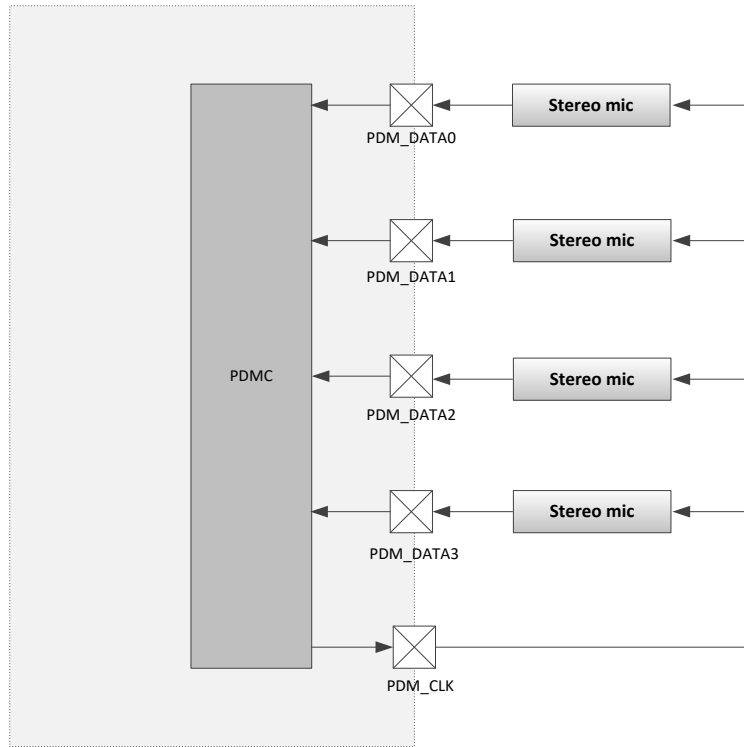 Stereo mic
PDM_DATA0
Stereo mic
PDM_DATA1
PDMC
Stereo mic
PDM_DATA2
Stereo mic
PDM_DATA3
PDM_CLK